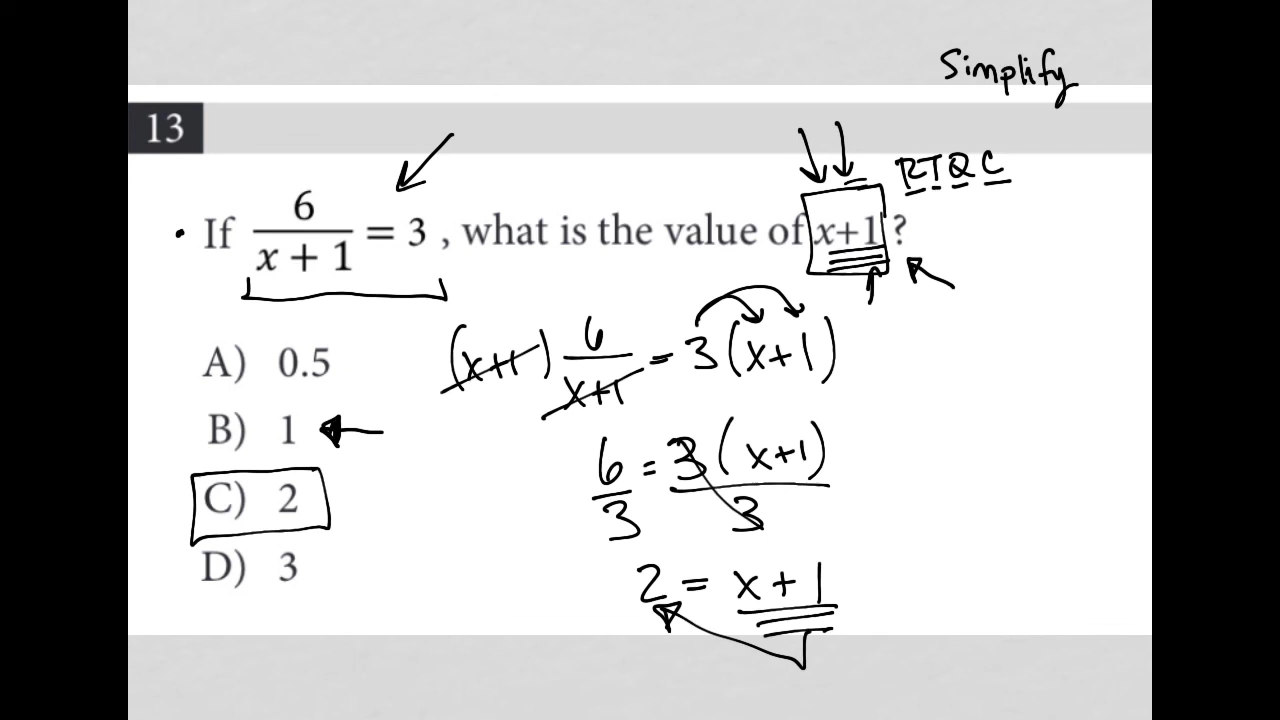 Simplify
13
RTQC
• If 6/(x + 1) = 3 , what is the value of x+1 ?
A) 0.5
(x+1) 6/(x+1) = 3(x+1)
B) 1
6/3 = 3(x+1)/3
C) 2
D) 3
2 = x + 1